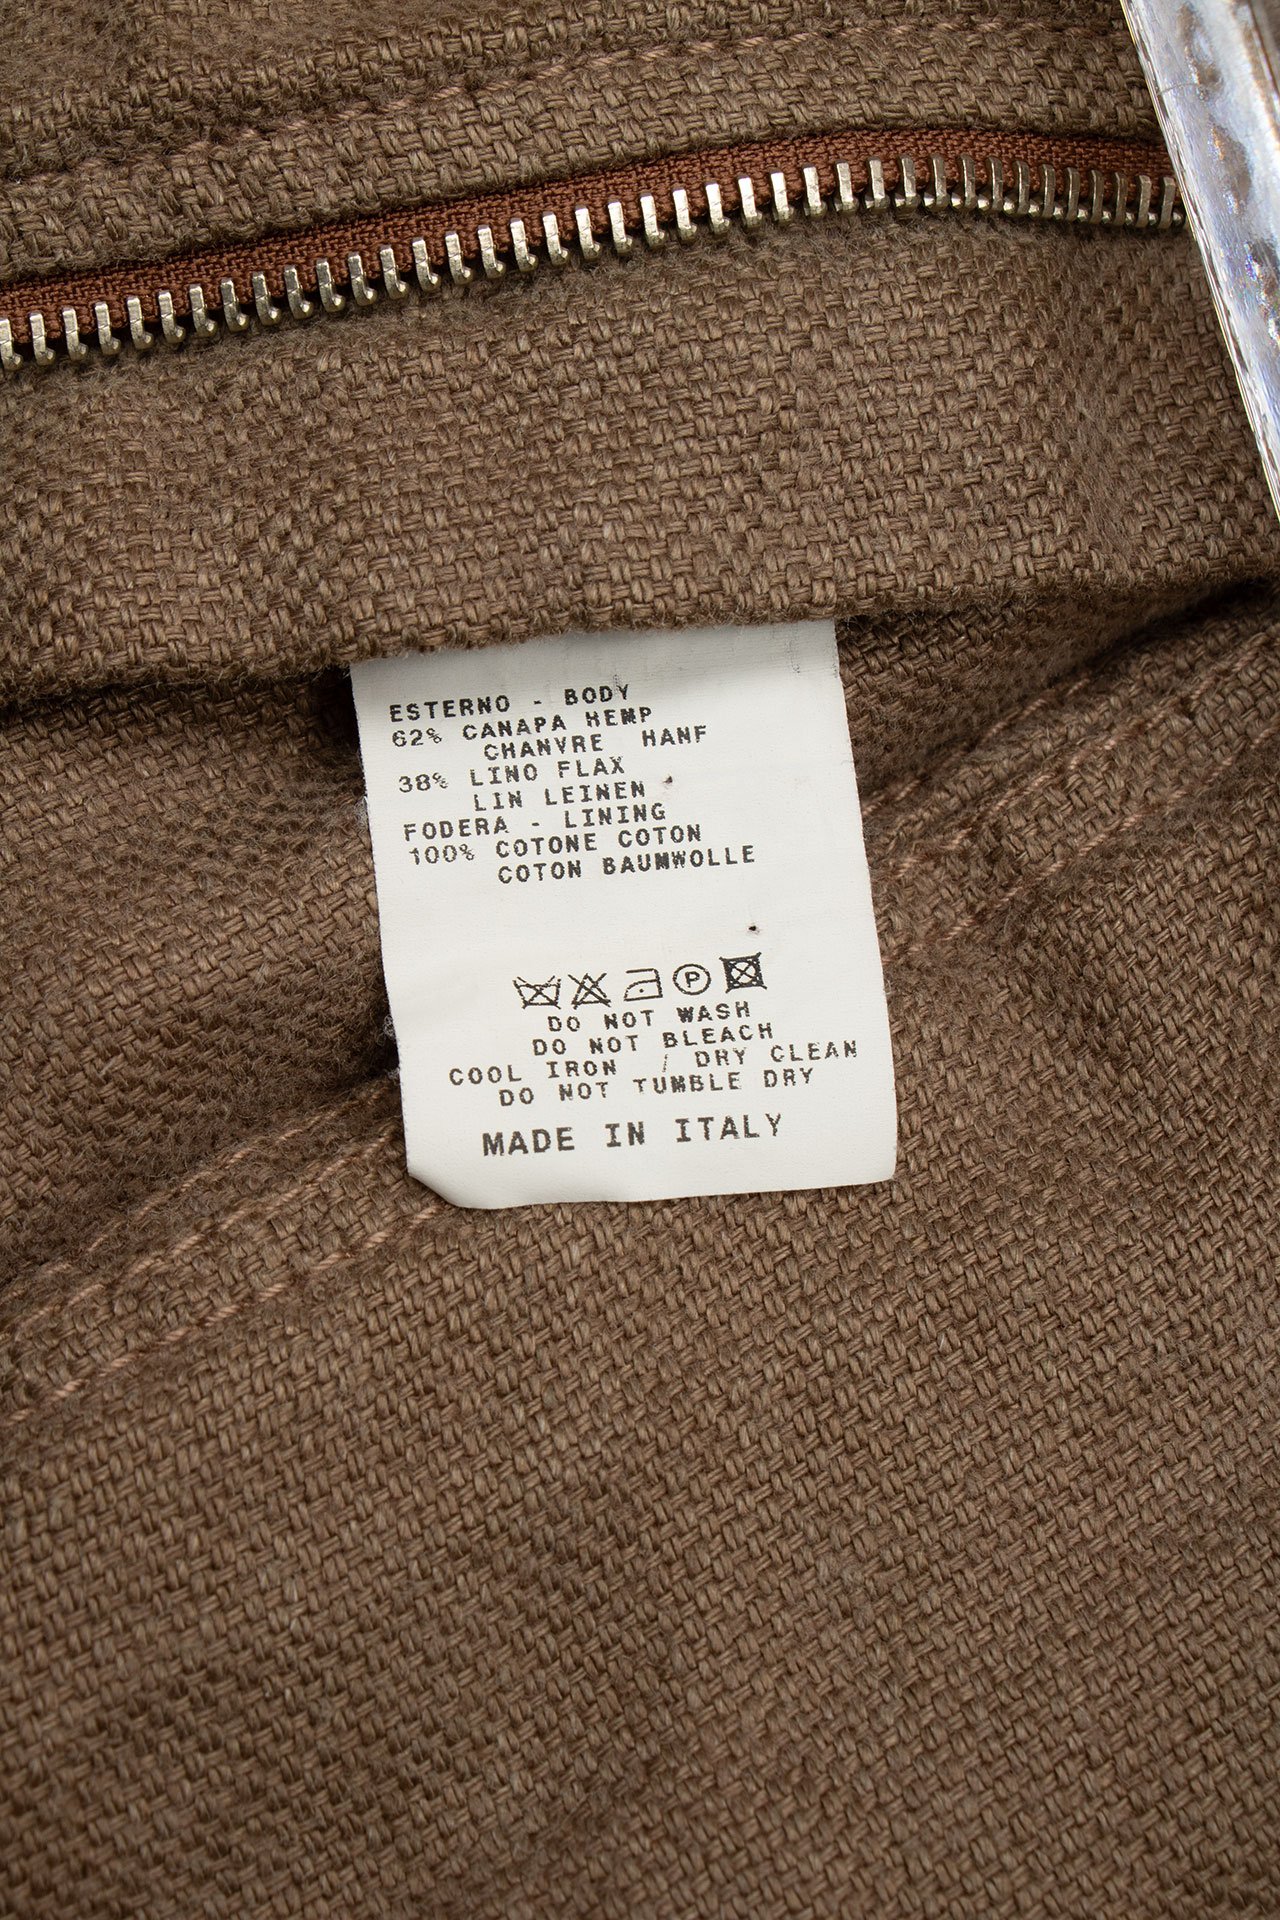 ESTERNO - BODY
62% CANAPA HEMP
CHANVRE HANF
38% LINO FLAX
LIN LEINEN
FODERA - LINING
100% COTONE COTON
COTON BAUMWOLLE
P
DO NOT WASH
DO NOT BLEACH
COOL IRON / DRY CLEAN
DO NOT TUMBLE DRY
MADE IN ITALY